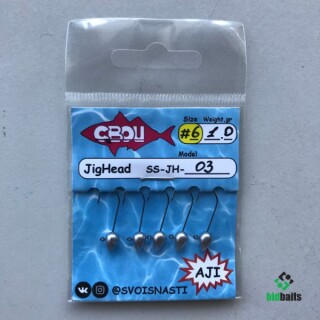 СВОИ
Size Weight,gr
#6 1.0
Model
JigHead SS-JH- 03
AJI
@SVOISNASTI
bidbaits